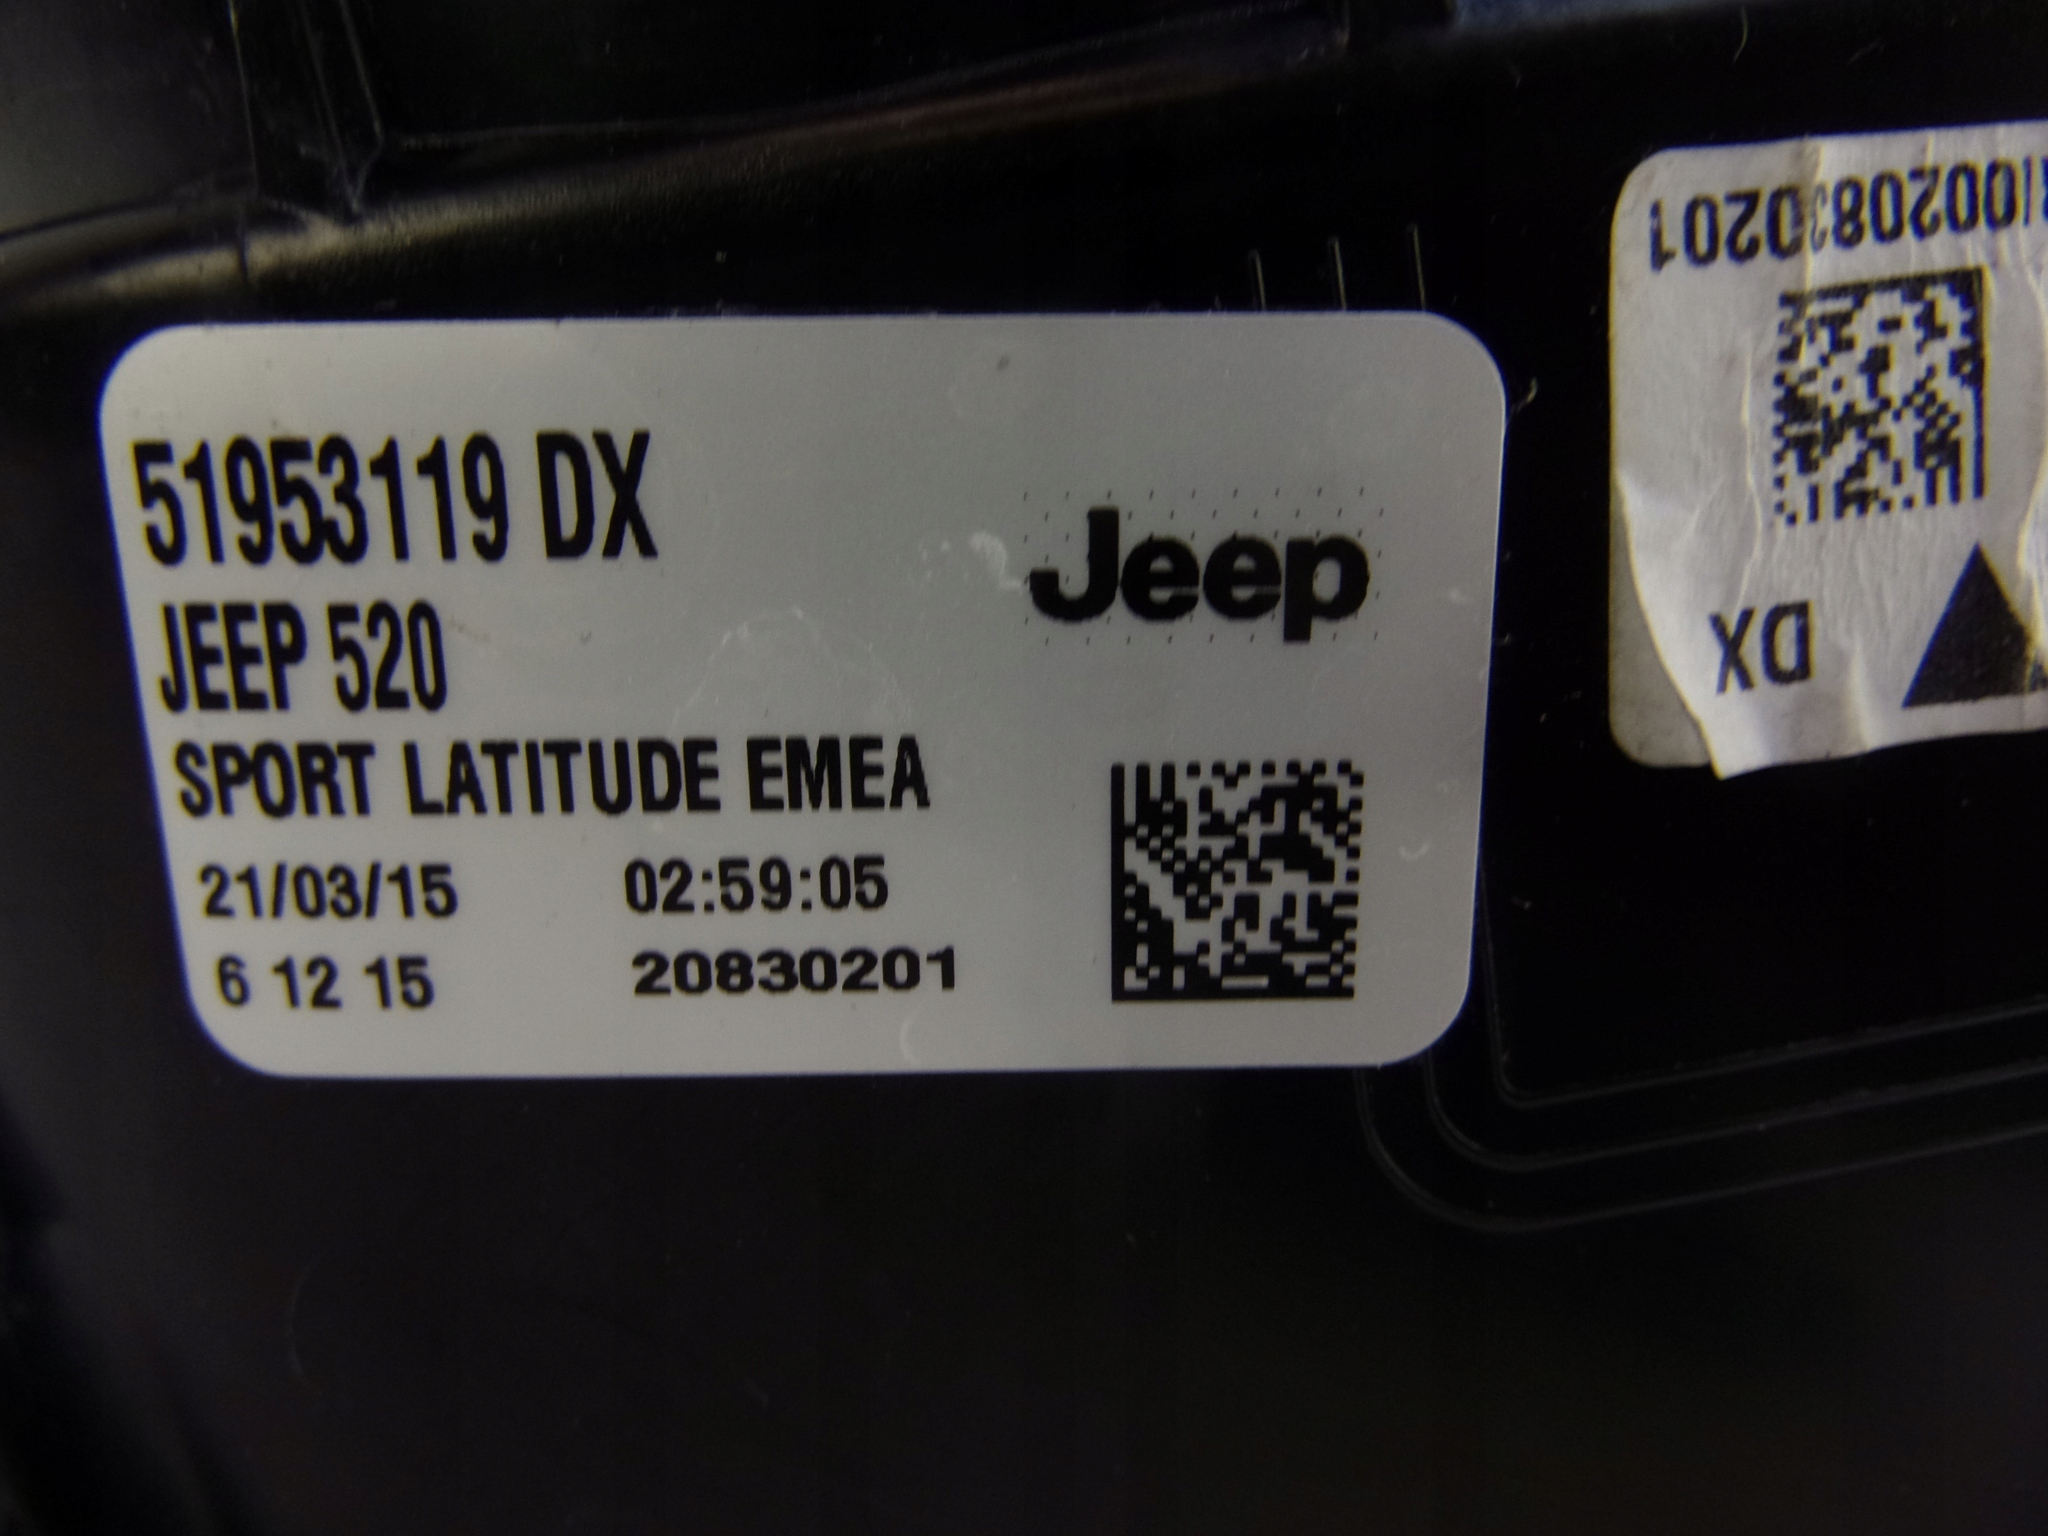 51953119 DX
Jeep
JEEP 520
SPORT LATITUDE EMEA
21/03/15 02:59:05
6 12 15 20830201
/0020830201
DX